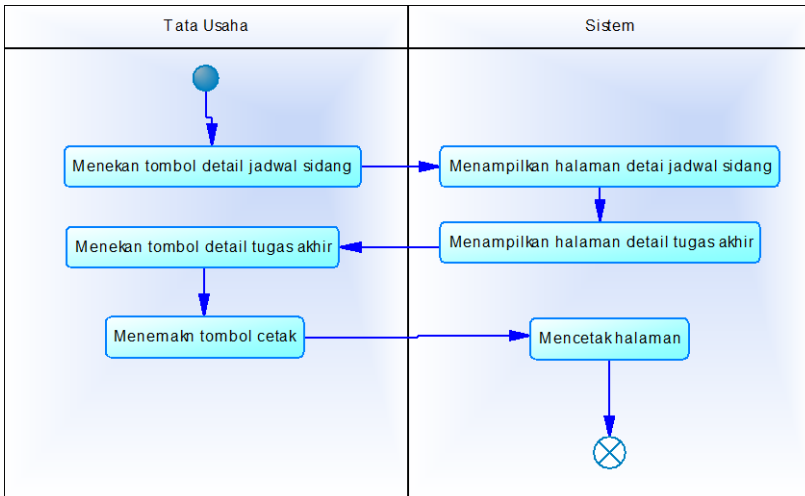 Tata Usaha
Sistem
Menekan tombol detail jadwal sidang
Menampilkan halaman detai jadwal sidang
Menekan tombol detail tugas akhir
Menampilkan halaman detail tugas akhir
Menemakn tombol cetak
Mencetak halaman